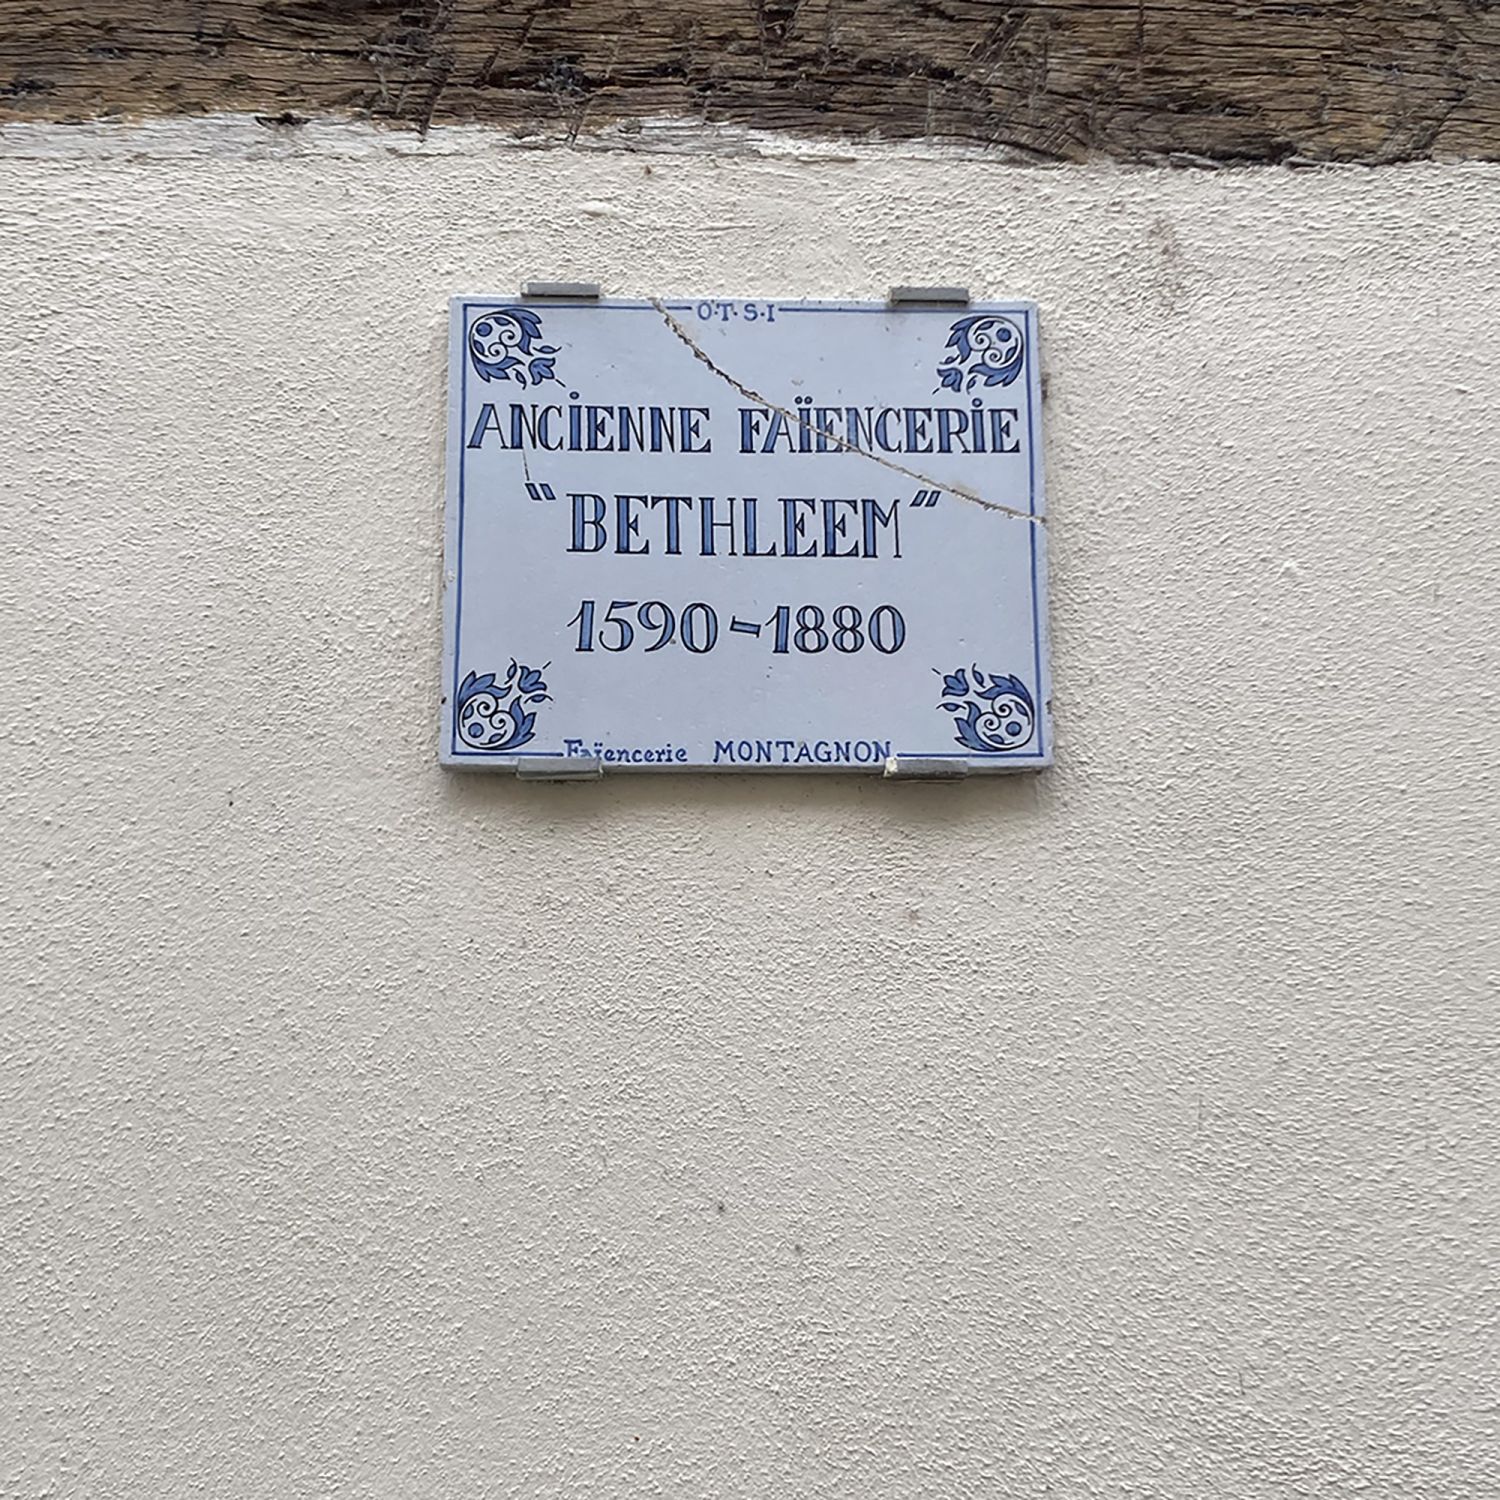 O.T.S.I
ANCIENNE FAÏENCERIE
"BETHLEEM"
1590-1880
Faïencerie MONTAGNON